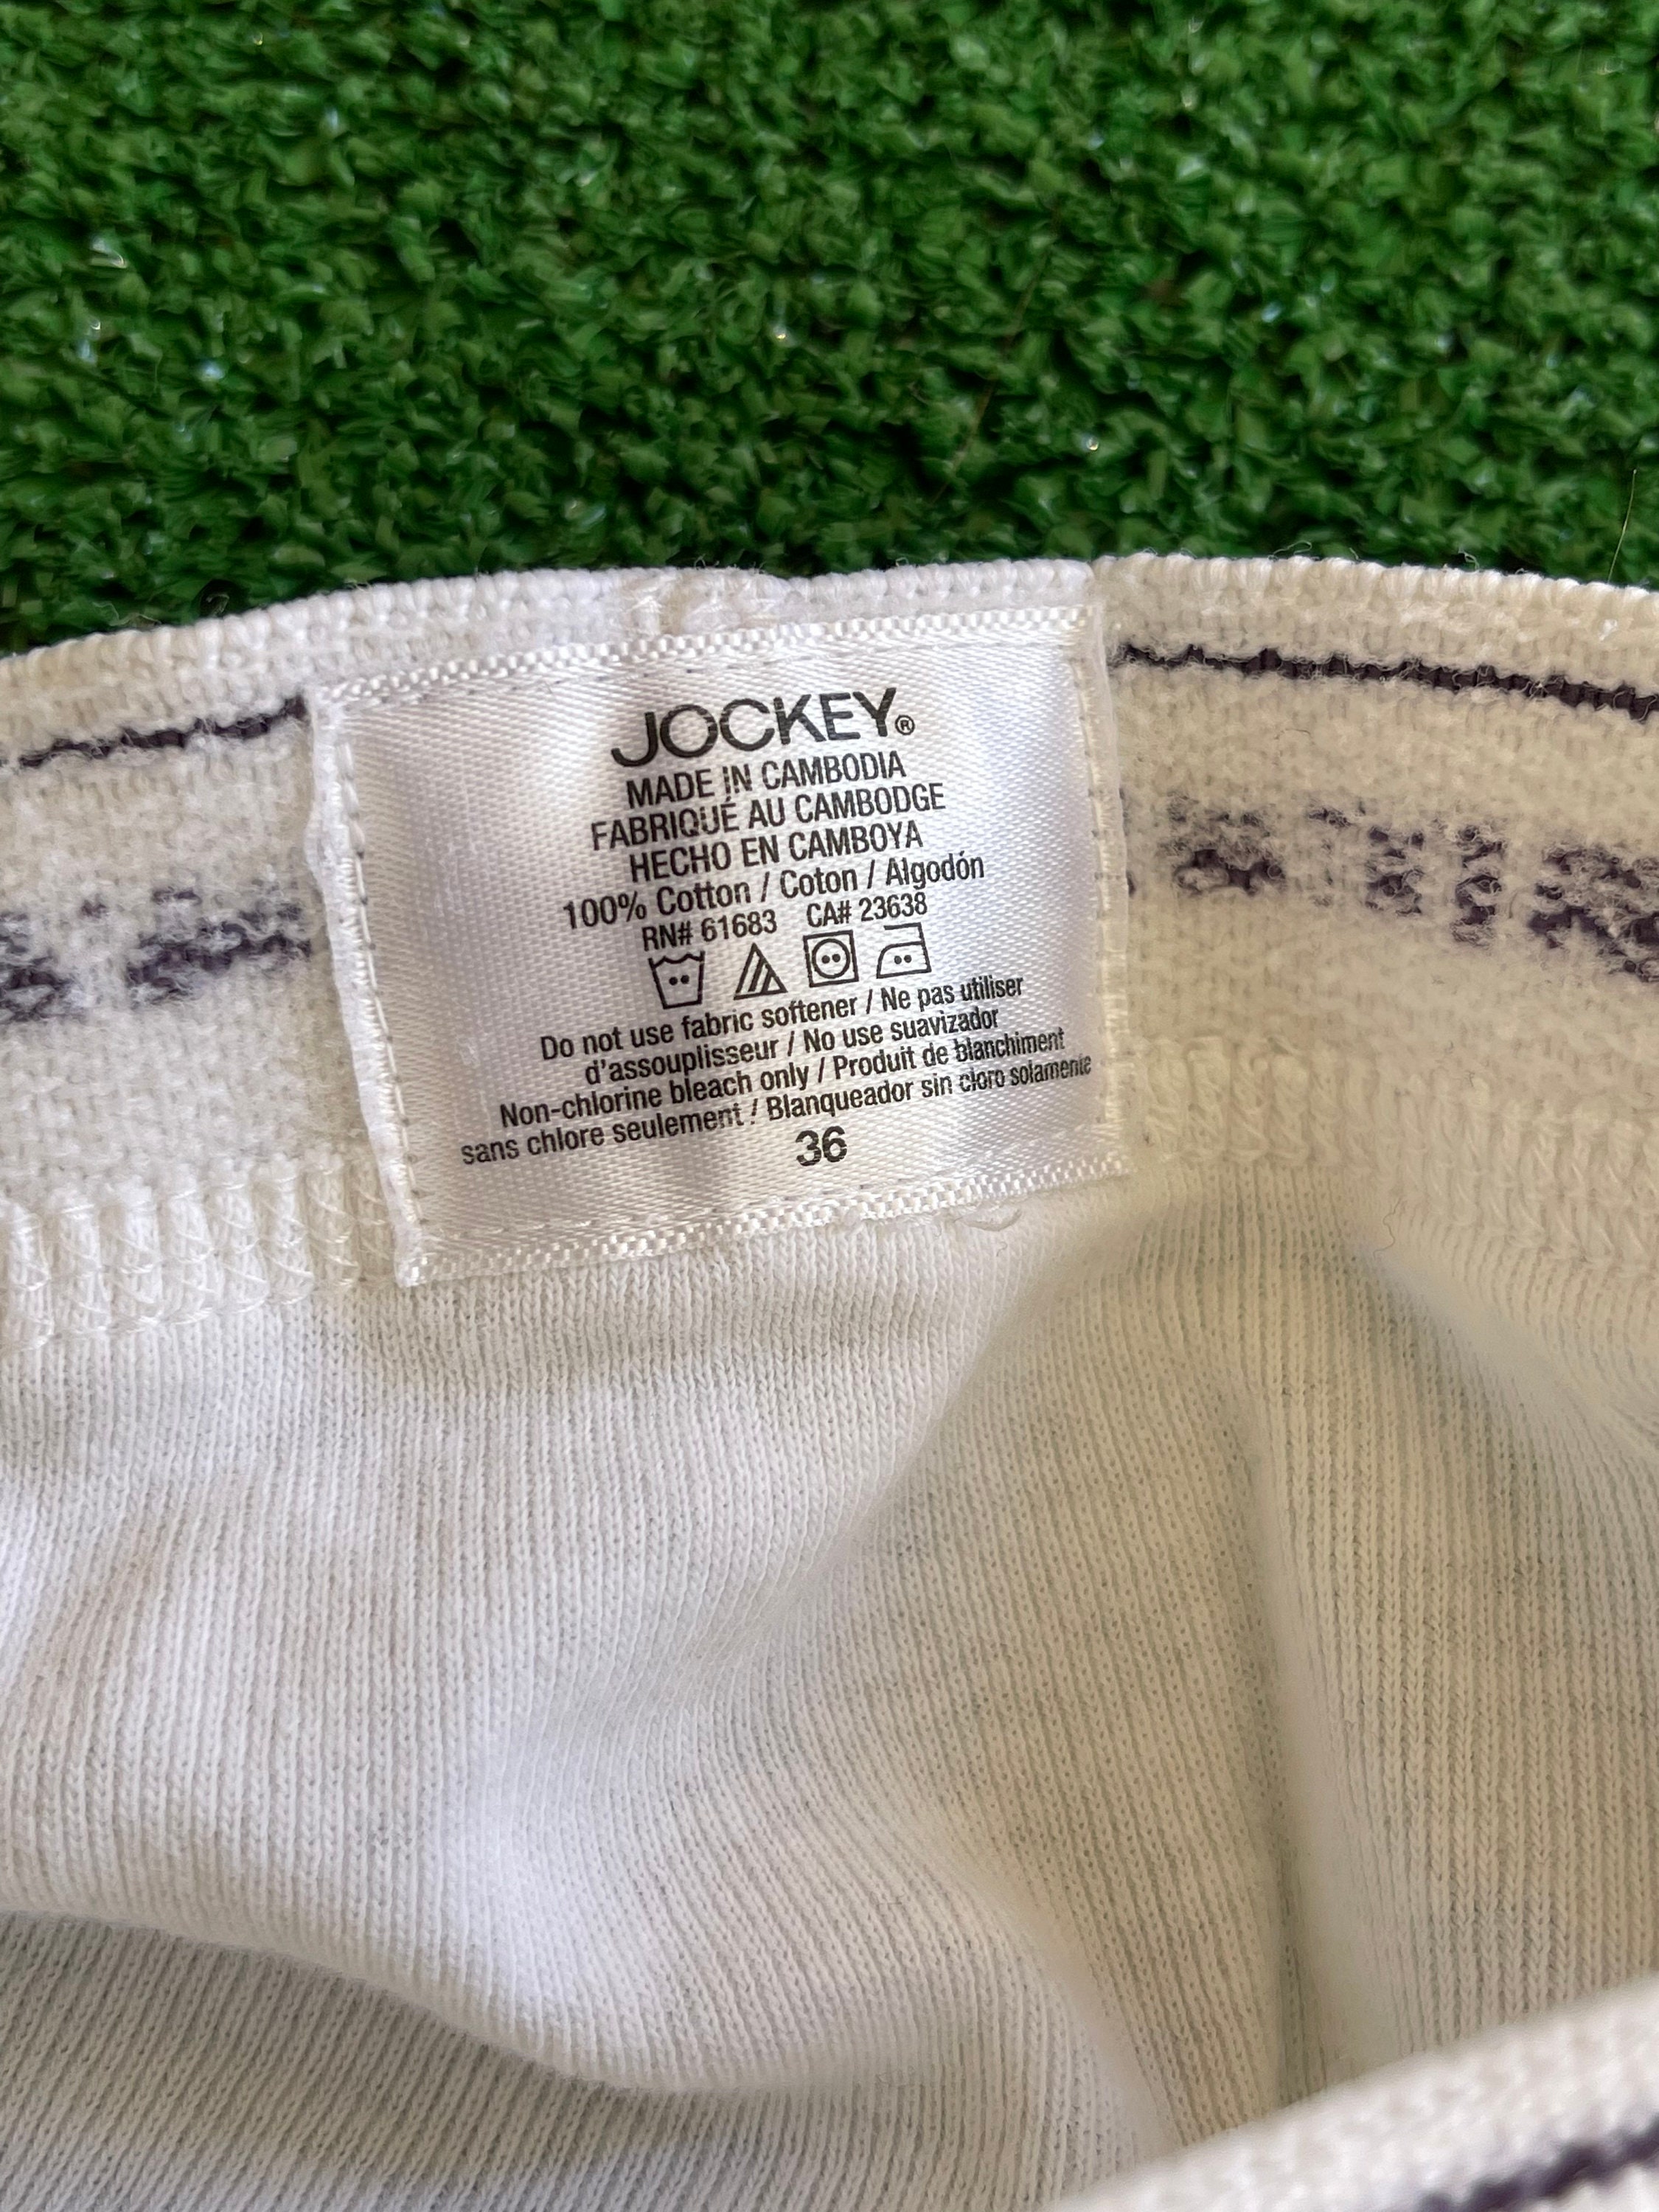 JOCKEY®
MADE IN CAMBODIA
FABRIQUÉ AU CAMBODGE
HECHO EN CAMBOYA
100% Cotton / Coton / Algodón
RN# 61683 CA# 23638
Do not use fabric softener / Ne pas utiliser
d'assouplisseur / No use suavizador
Non-chlorine bleach only / Produit de blanchiment
sans chlore seulement / Blanqueador sin cloro solamente
36